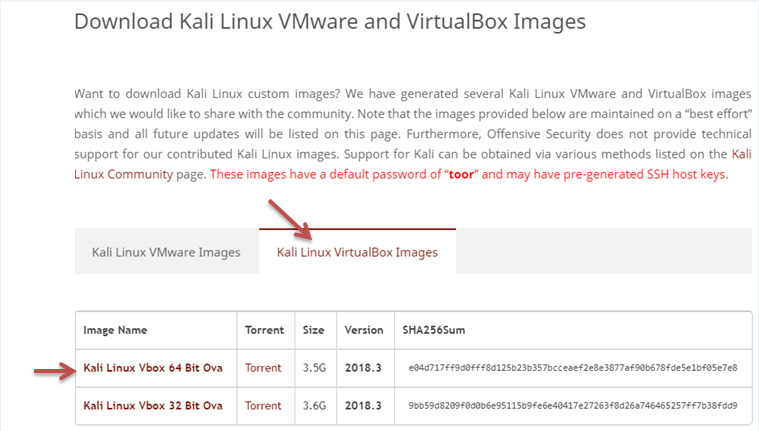 Download Kali Linux VMware and VirtualBox Images
Want to download Kali Linux custom images? We have generated several Kali Linux VMware and VirtualBox images
which we would like to share with the community. Note that the images provided below are maintained on a “best effort”
basis and all future updates will be listed on this page. Furthermore, Offensive Security does not provide technical
support for our contributed Kali Linux images. Support for Kali can be obtained via various methods listed on the Kali
Linux Community page. These images have a default password of “toor” and may have pre-generated SSH host keys.
Kali Linux VMware Images Kali Linux VirtualBox Images
Image Name Torrent Size Version SHA256Sum
Kali Linux Vbox 64 Bit Ova Torrent 3.5G 2018.3 e04d717ff9d0fff8d125b23b357bcceaef2e8e3877af90b678fde5e1bf05e7e8
Kali Linux Vbox 32 Bit Ova Torrent 3.6G 2018.3 9bb59d8209f0d0b6e95115b9fe6e40417e27263f8d26a746465257ff7b38fdd9